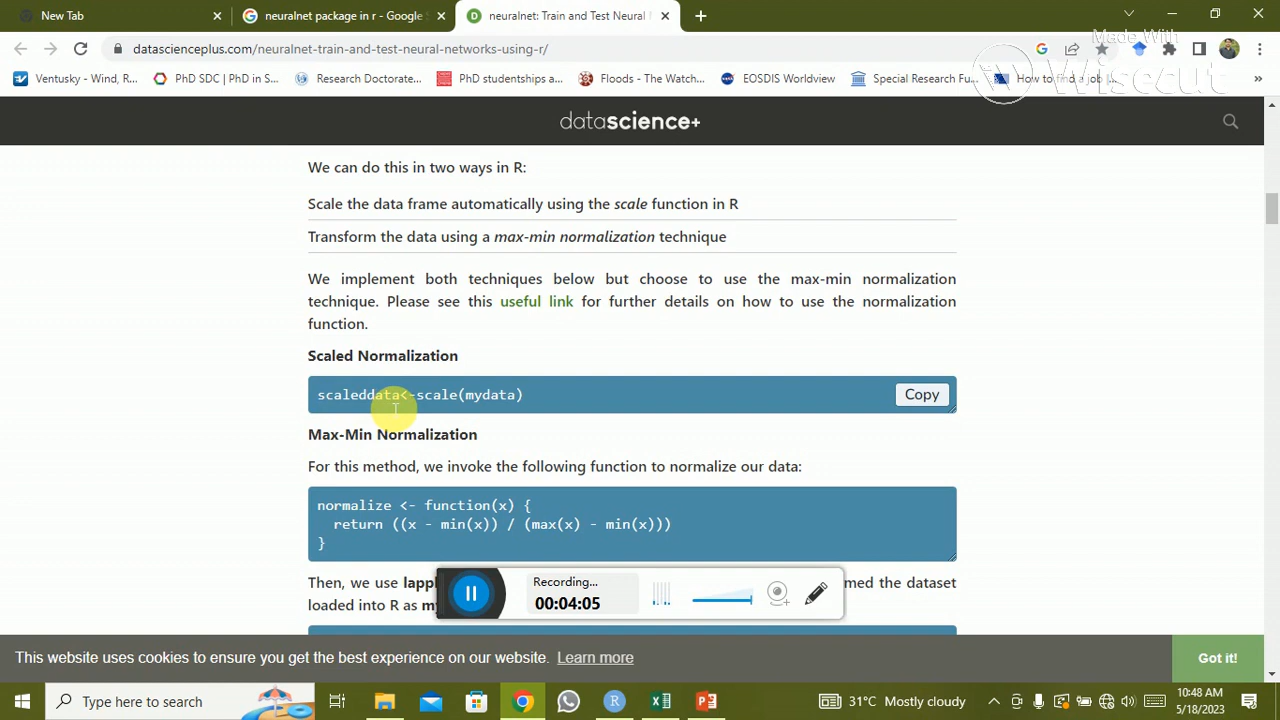 New Tab
neuralnet package in r - Google
neuralnet: Train and Test Neural
datascienceplus.com/neuralnet-train-and-test-neural-networks-using-r/
Made With
Wisecut
Ventusky - Wind, R...
PhD SDC | PhD in S...
Research Doctorate...
PhD studentships a...
Floods - The Watch...
EOSDIS Worldview
Special Research Fu...
How to find a job |...
datascience+
We can do this in two ways in R:
Scale the data frame automatically using the scale function in R
Transform the data using a max-min normalization technique
We implement both techniques below but choose to use the max-min normalization
technique. Please see this useful link for further details on how to use the normalization
function.
Scaled Normalization
scaleddata<-scale(mydata)
Copy
Max-Min Normalization
For this method, we invoke the following function to normalize our data:
normalize <- function(x) {
return ((x - min(x)) / (max(x) - min(x)))
}
Then, we use lappl
med the dataset
loaded into R as
Recording...
00:04:05
This website uses cookies to ensure you get the best experience on our website. Learn more
Got it!
Type here to search
31°C Mostly cloudy
10:48 AM
5/18/2023